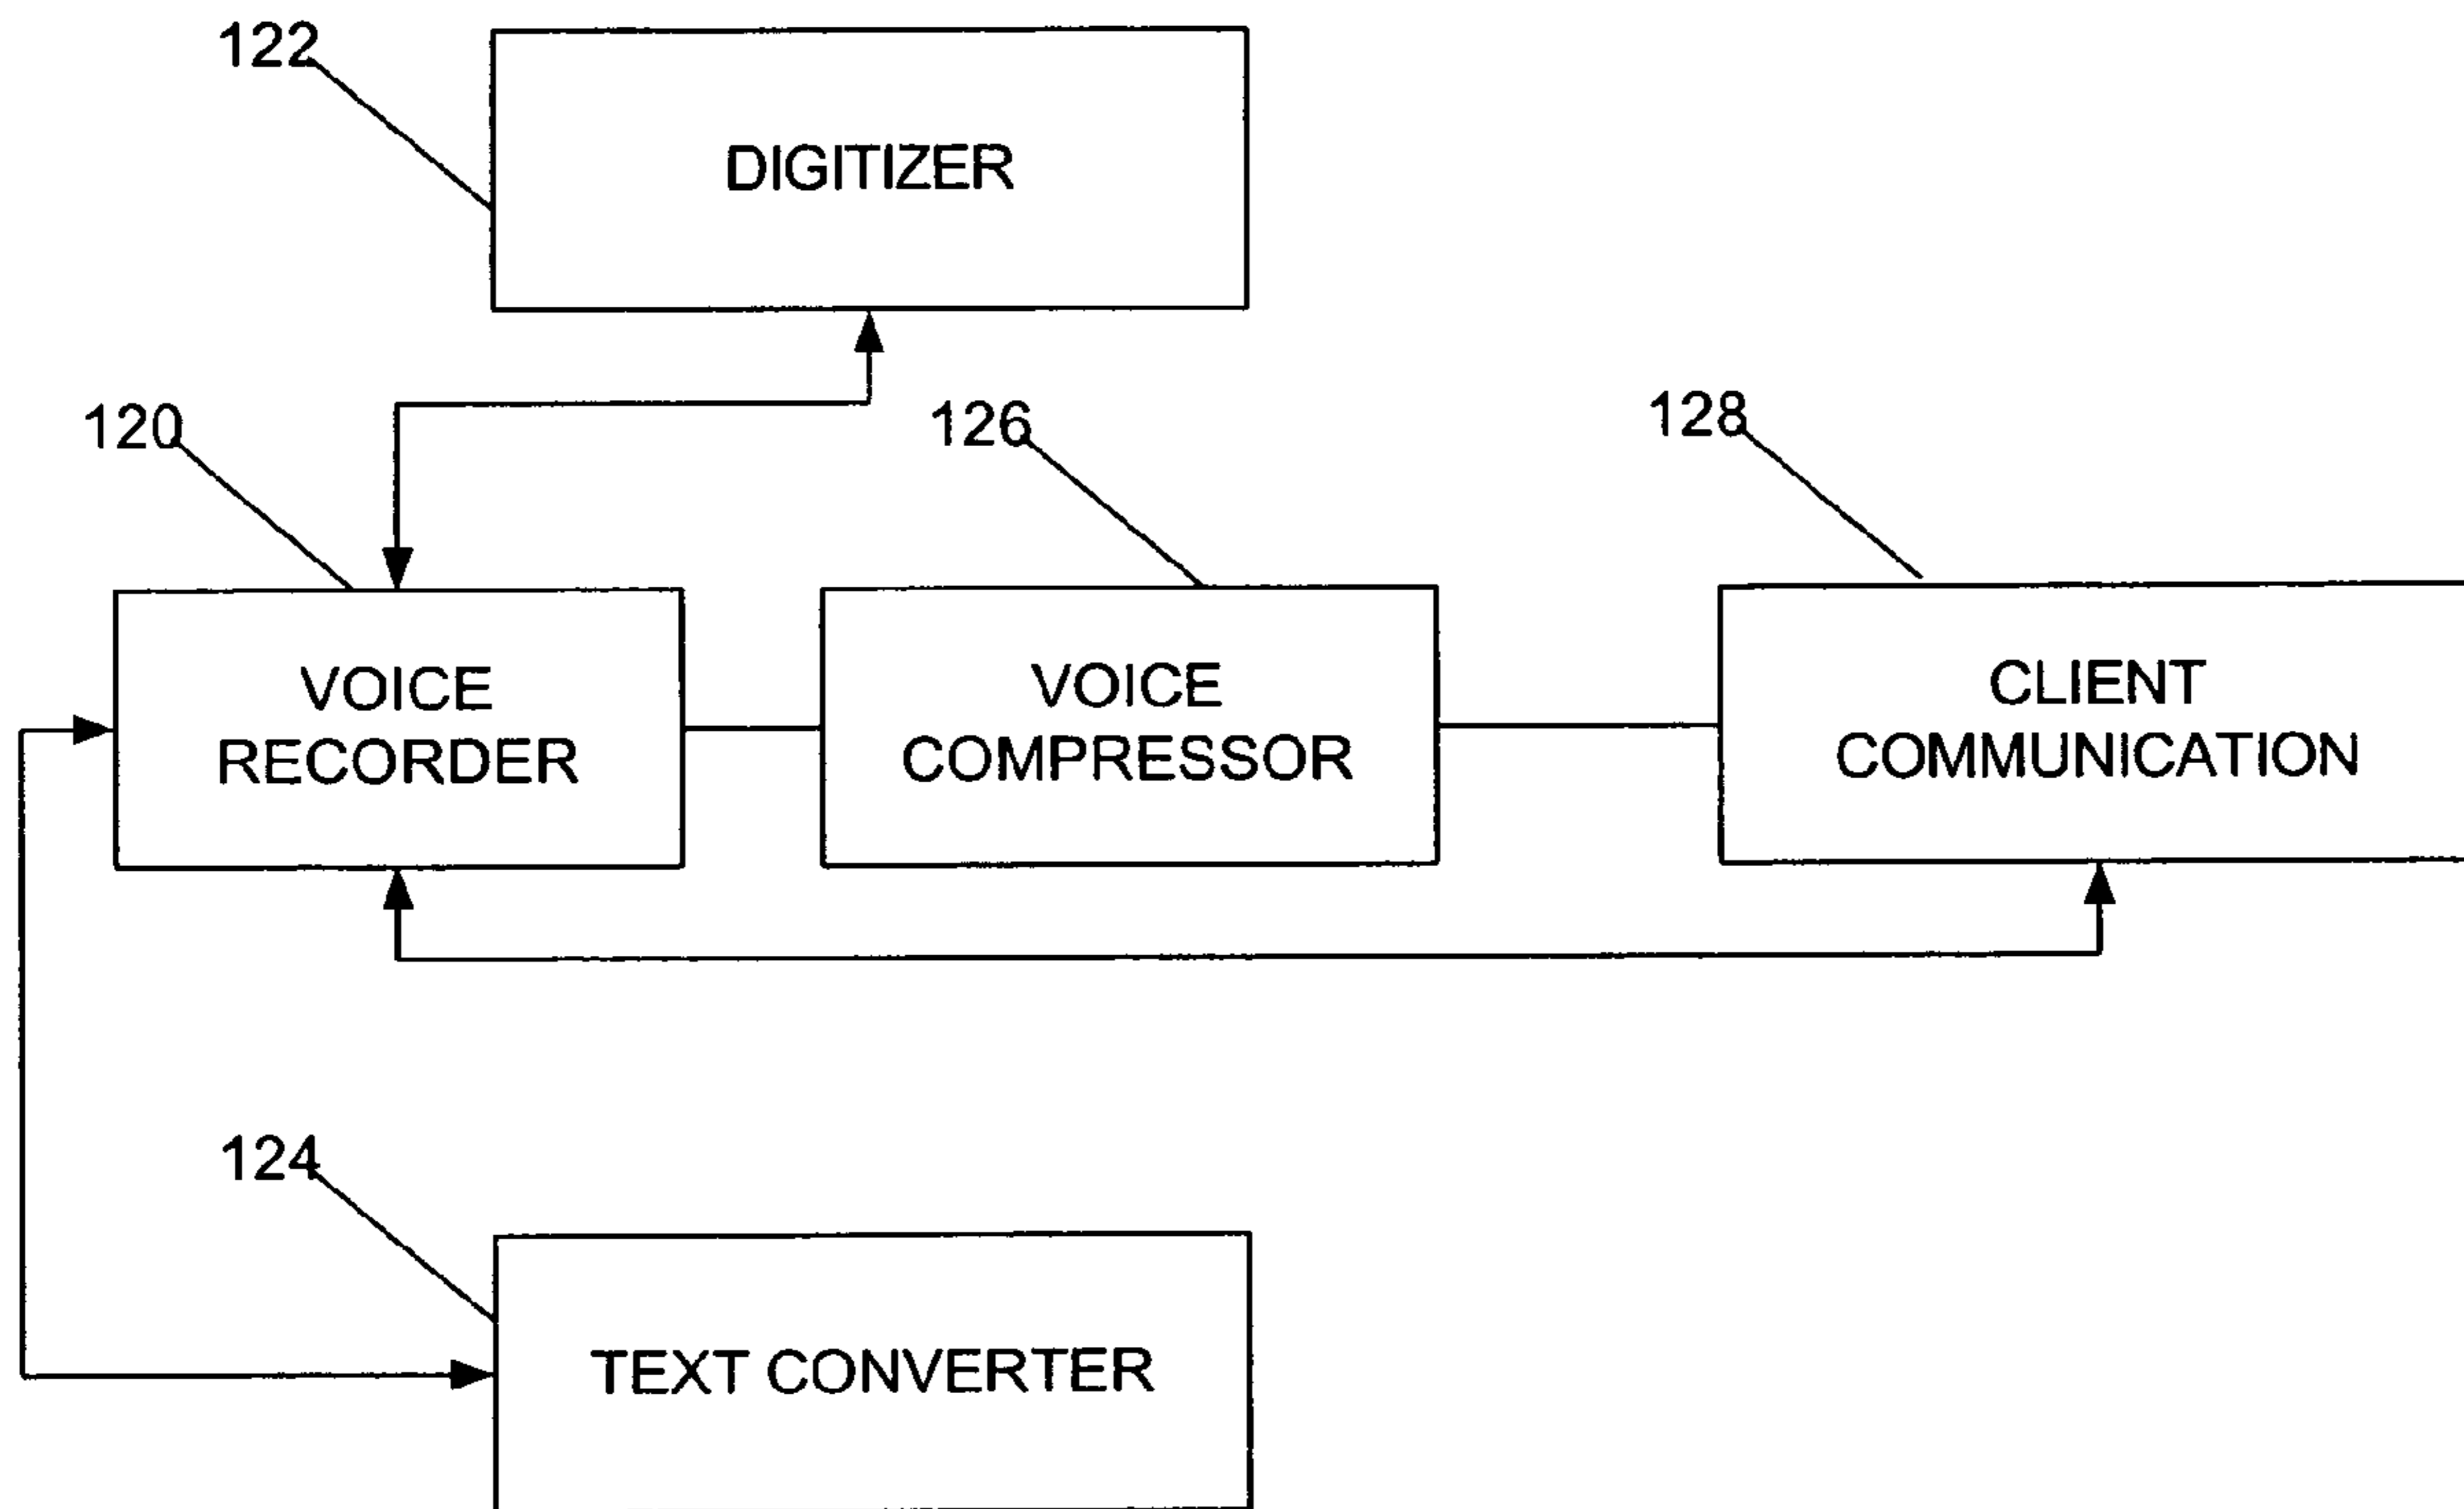 122
DIGITIZER
120
126
128
VOICE
RECORDER
VOICE
COMPRESSOR
CLIENT
COMMUNICATION
124
TEXT CONVERTER